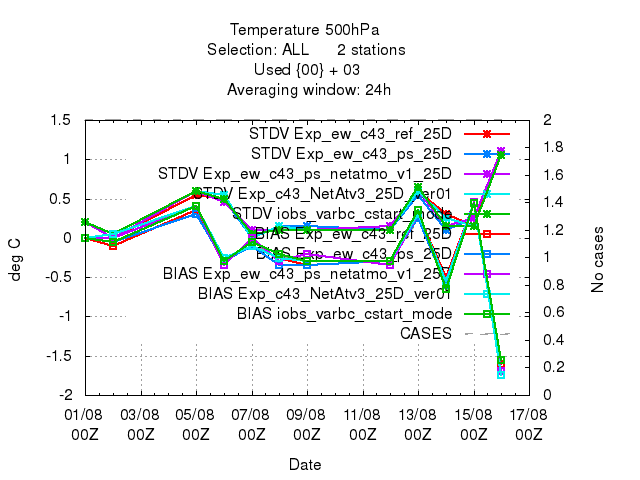 Temperature 500hPa
Selection: ALL 2 stations
Used {00} + 03
Averaging window: 24h
1.5
1
0.5
0
-0.5
-1
-1.5
-2
deg C
2
1.8
1.6
1.4
1.2
1
0.8
0.6
0.4
0.2
0
No cases
STDV Exp_ew_c43_ref_25D
STDV Exp_ew_c43_ps_25D
STDV Exp_ew_c43_ps_netatmo_v1_25D
STDV Exp_c43_NetAtv3_25D_ver01
STDV iobs_varbc_cstart_mode
BIAS Exp_ew_c43_ref_25D
BIAS Exp_ew_c43_ps_25D
BIAS Exp_ew_c43_ps_netatmo_v1_25D
BIAS Exp_c43_NetAtv3_25D_ver01
BIAS iobs_varbc_cstart_mode
CASES
01/08 03/08 05/08 07/08 09/08 11/08 13/08 15/08 17/08
00Z 00Z 00Z 00Z 00Z 00Z 00Z 00Z 00Z
Date